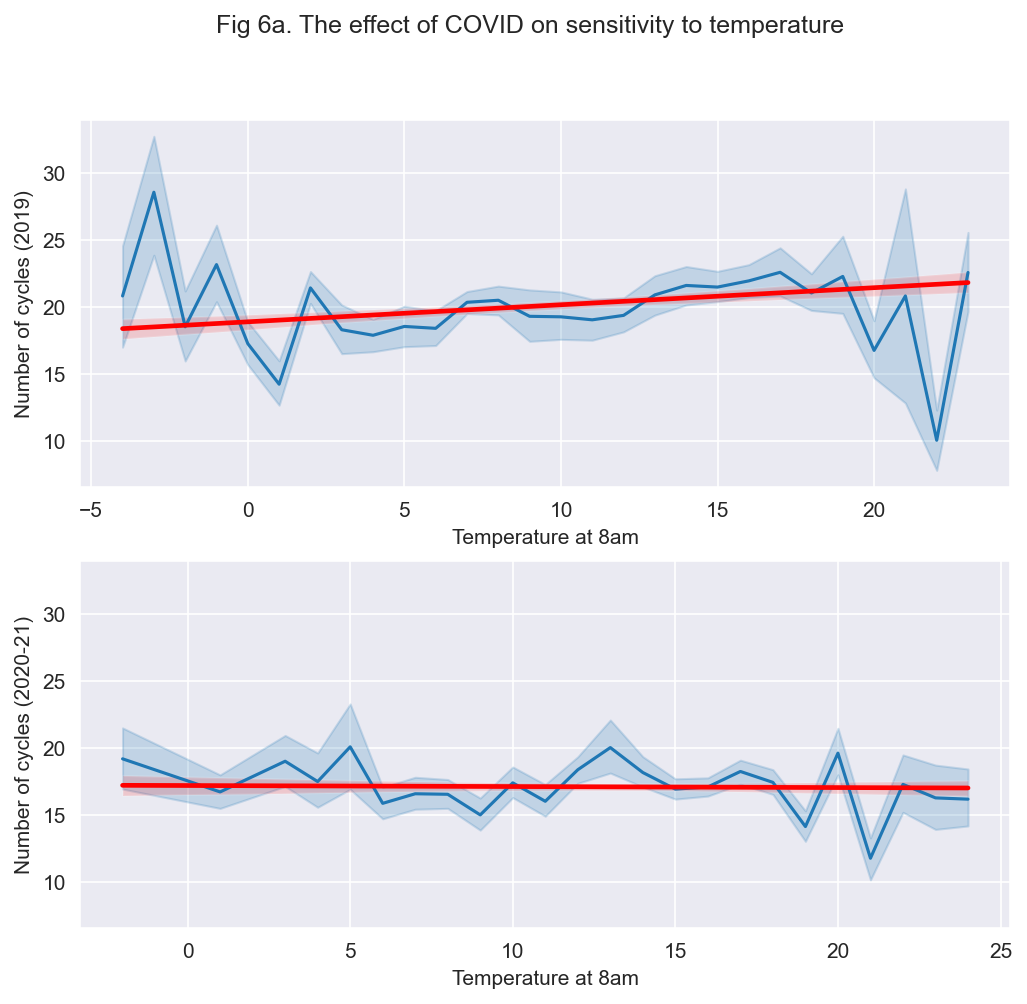 Fig 6a. The effect of COVID on sensitivity to temperature
Number of cycles (2019)
30
25
20
15
10
−5 0 5 10 15 20
Temperature at 8am
Number of cycles (2020-21)
30
25
20
15
10
0 5 10 15 20 25
Temperature at 8am